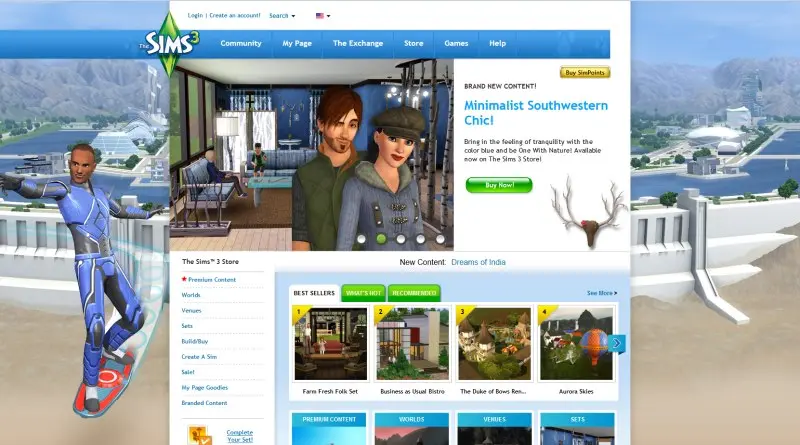 Login | Create an account!
Search
The SIMS 3
Community
My Page
The Exchange
Store
Games
Help
Buy SimPoints
BRAND NEW CONTENT!
Minimalist Southwestern
Chic!
Bring in the feeling of tranquility with the
color blue and be One With Nature! Available
now on The Sims 3 Store!
Buy Now!
The Sims™ 3 Store
* Premium Content
Worlds
Venues
Sets
Build/Buy
Create A Sim
Sale!
My Page Goodies
Branded Content
Complete
Your Set!
New Content: Dreams of India
BEST SELLERS
WHAT'S HOT
RECOMMENDED
See More
1
2
3
4
Farm Fresh Folk Set
Business as Usual Bistro
The Duke of Bows Ren...
Aurora Skies
PREMIUM CONTENT
WORLDS
VENUES
SETS